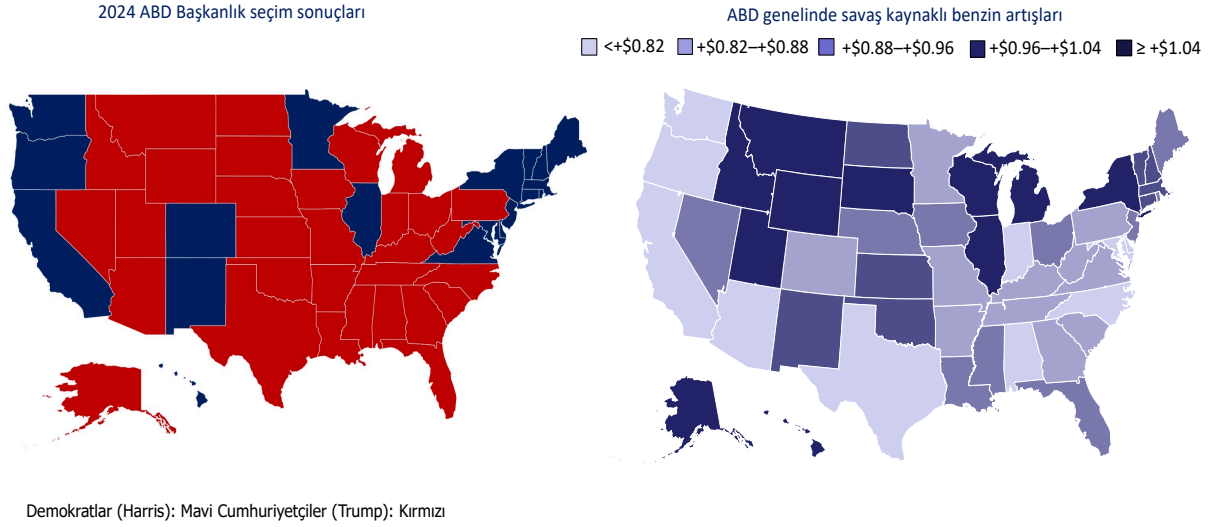 2024 ABD Başkanlık seçim sonuçları
ABD genelinde savaş kaynaklı benzin artışları
<+$0.82 +$0.82–+$0.88 +$0.88–+$0.96 +$0.96–+$1.04 ≥ +$1.04
Demokratlar (Harris): Mavi Cumhuriyetçiler (Trump): Kırmızı